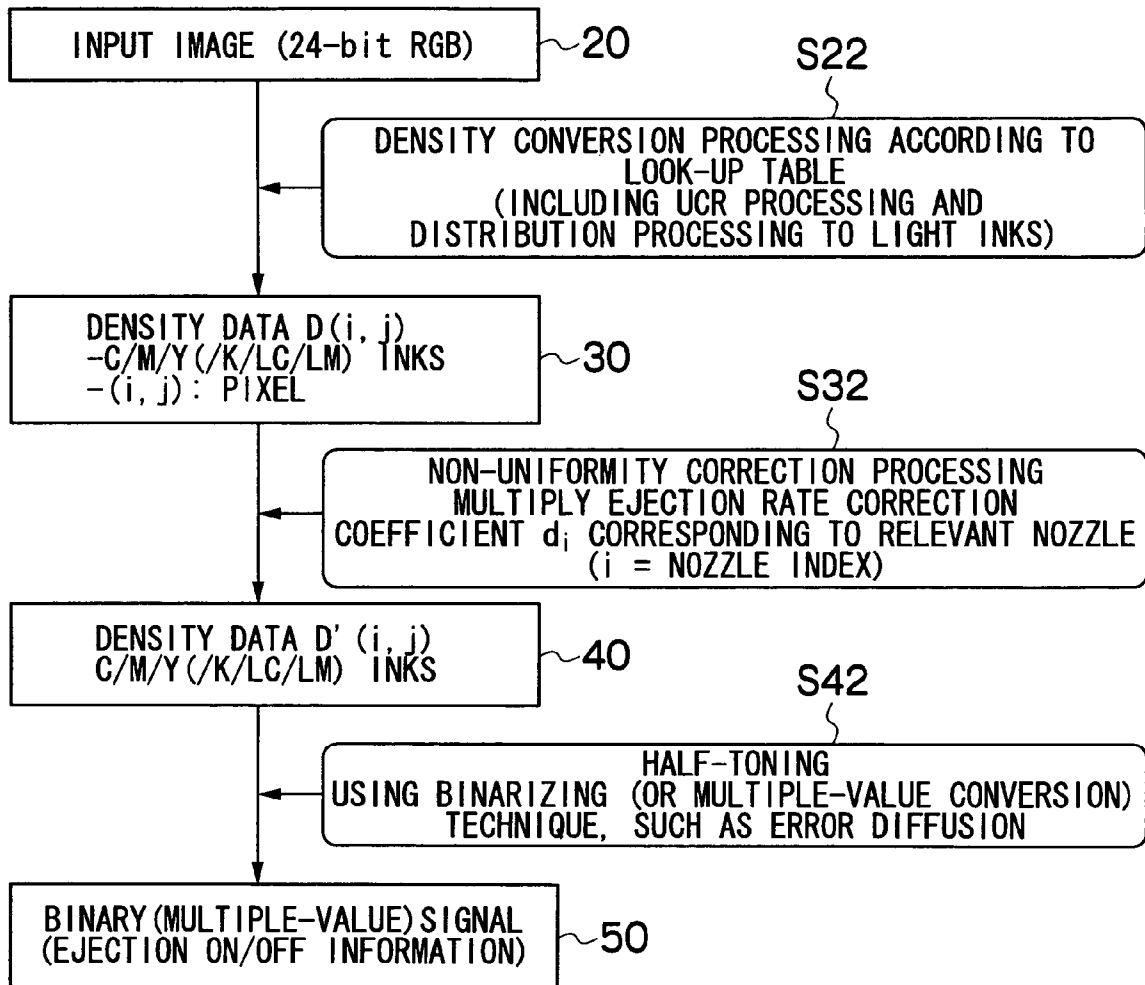 INPUT IMAGE (24-bit RGB)
20
S22
DENSITY CONVERSION PROCESSING ACCORDING TO
LOOK-UP TABLE
(INCLUDING UCR PROCESSING AND
DISTRIBUTION PROCESSING TO LIGHT INKS)
DENSITY DATA D(i, j)
-C/M/Y(/K/LC/LM) INKS
-(i, j): PIXEL
30
S32
NON-UNIFORMITY CORRECTION PROCESSING
MULTIPLY EJECTION RATE CORRECTION
COEFFICIENT di CORRESPONDING TO RELEVANT NOZZLE
(i = NOZZLE INDEX)
DENSITY DATA D' (i, j)
C/M/Y(/K/LC/LM) INKS
40
S42
HALF-TONING
USING BINARIZING (OR MULTIPLE-VALUE CONVERSION)
TECHNIQUE, SUCH AS ERROR DIFFUSION
BINARY(MULTIPLE-VALUE)SIGNAL
(EJECTION ON/OFF INFORMATION)
50